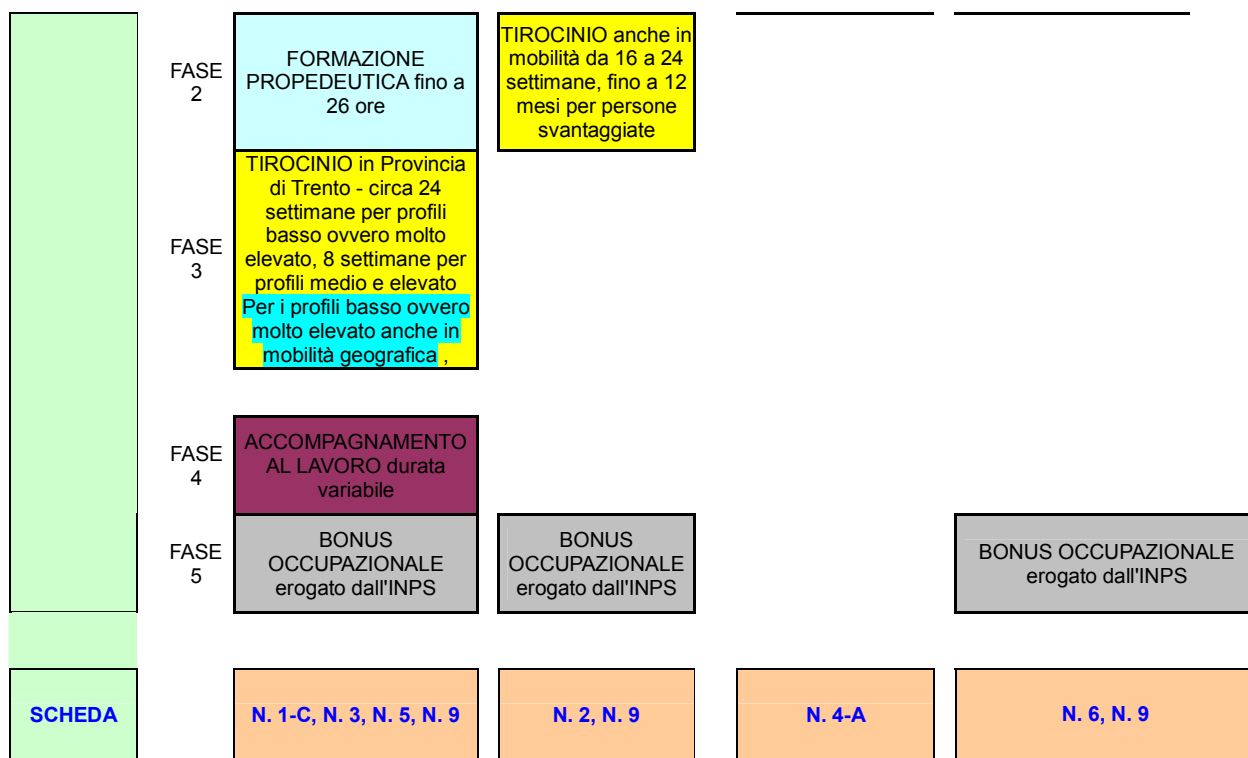 FASE
2
FORMAZIONE
PROPEDEUTICA fino a
26 ore
TIROCINIO anche in
mobilità da 16 a 24
settimane, fino a 12
mesi per persone
svantaggiate
FASE
3
TIROCINIO in Provincia
di Trento - circa 24
settimane per profili
basso ovvero molto
elevato, 8 settimane per
profili medio e elevato
Per i profili basso ovvero
molto elevato anche in
mobilità geografica ,
FASE
4
ACCOMPAGNAMENTO
AL LAVORO durata
variabile
FASE
5
BONUS
OCCUPAZIONALE
erogato dall'INPS
BONUS
OCCUPAZIONALE
erogato dall'INPS
BONUS OCCUPAZIONALE
erogato dall'INPS
SCHEDA
N. 1-C, N. 3, N. 5, N. 9
N. 2, N. 9
N. 4-A
N. 6, N. 9